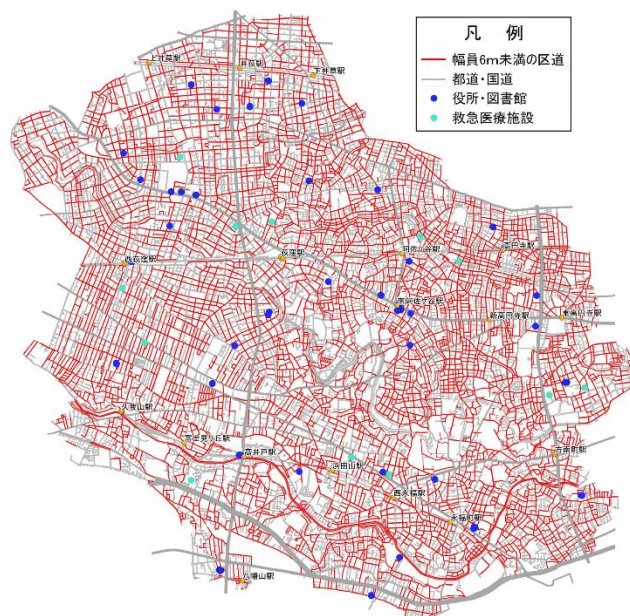 凡 例
幅員6m未満の区道
都道・国道
役所・図書館
救急医療施設
上井草駅
井荻駅
下井草駅
阿佐ヶ谷駅
高円寺駅
荻窪駅
西荻窪駅
南阿佐ヶ谷駅
新高円寺駅
東高円寺駅
久我山駅
富士見ヶ丘駅
高井戸駅
浜田山駅
方南町駅
西永福駅
永福町駅
八幡山駅